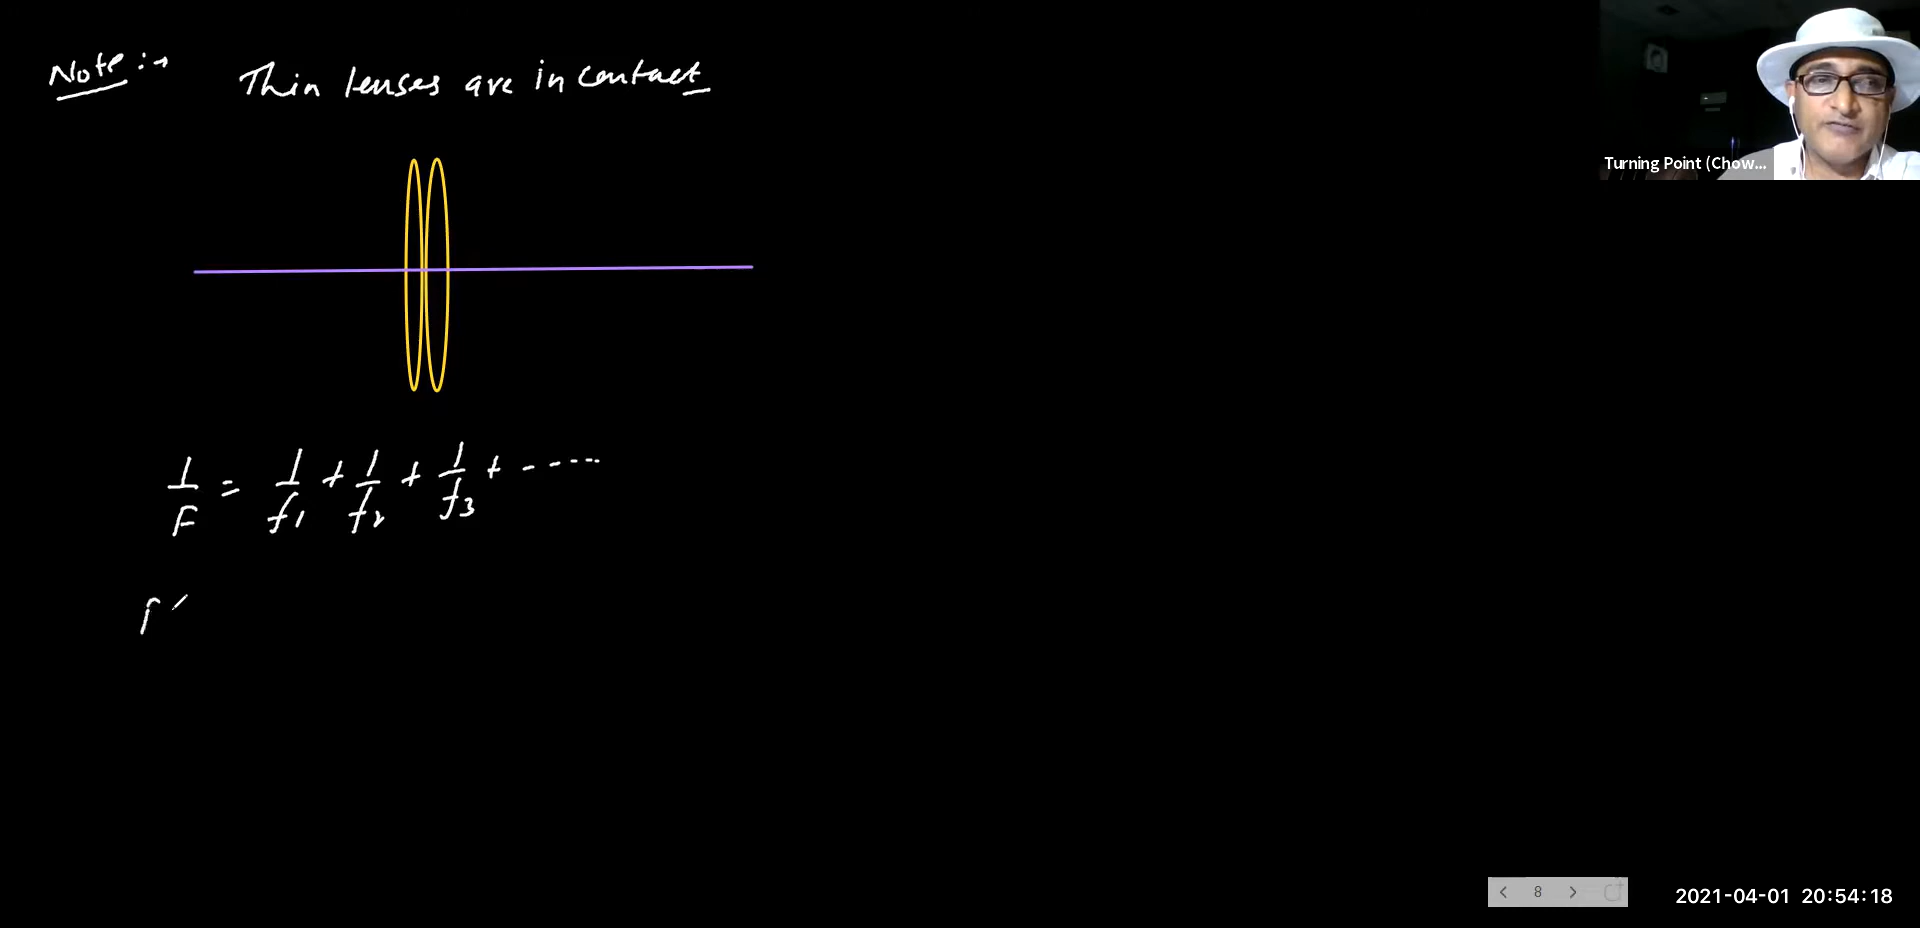 Note :→ Thin lenses are in contact
1/F = 1/f1 + 1/f2 + 1/f3 + -----
Turning Point (Chow...
8
2021-04-01 20:54:18